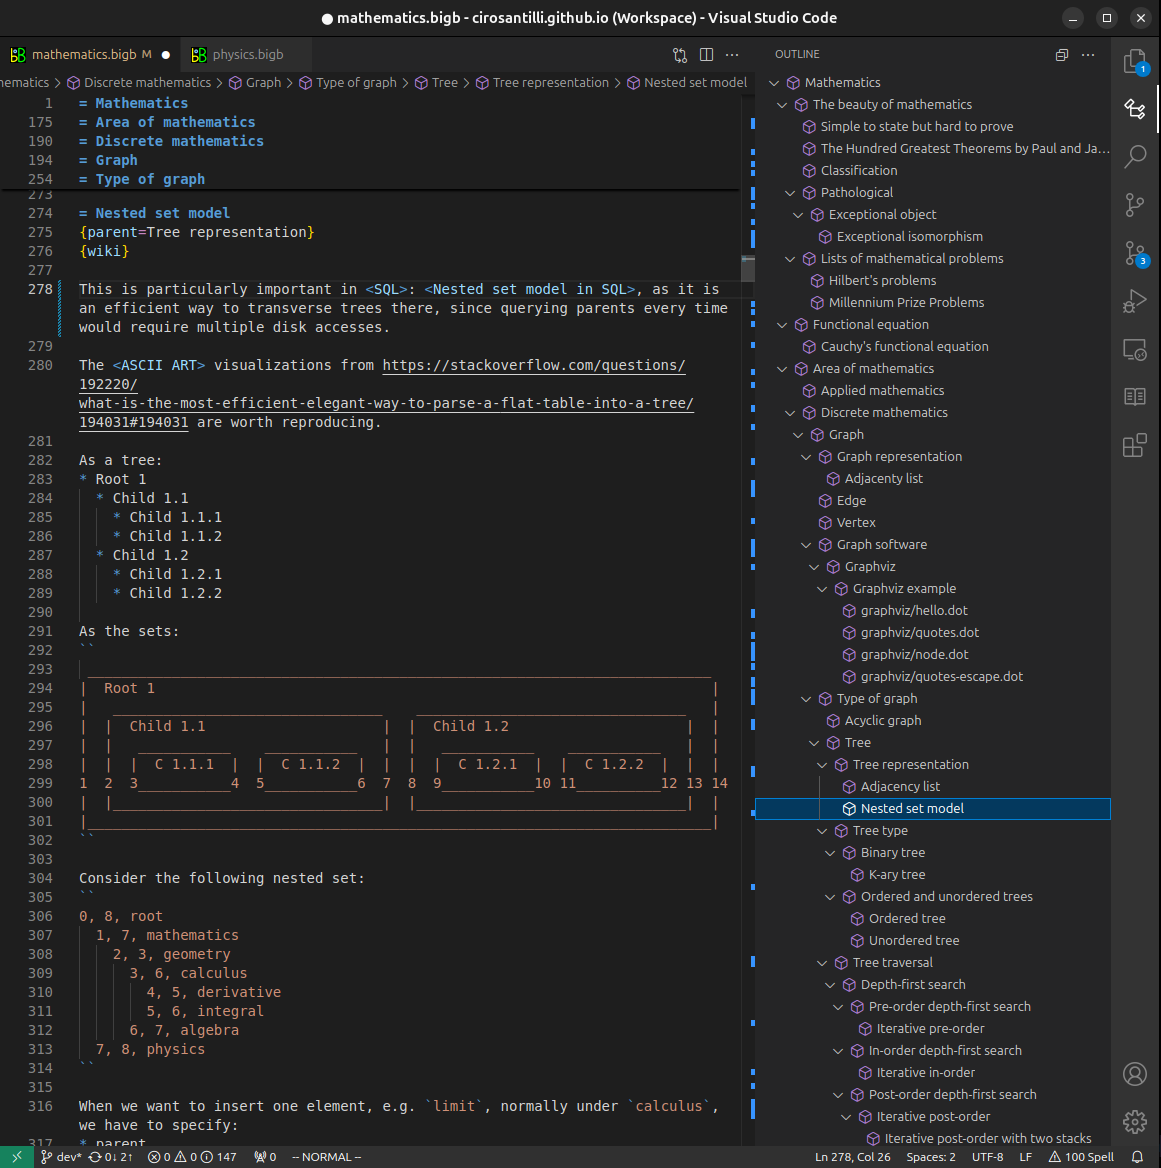 ● mathematics.bigb - cirosantilli.github.io (Workspace) - Visual Studio Code
mathematics.bigb M ●
physics.bigb
hematics > Discrete mathematics > Graph > Type of graph > Tree > Tree representation > Nested set model
1 = Mathematics
175 = Area of mathematics
190 = Discrete mathematics
194 = Graph
254 = Type of graph
273
274 = Nested set model
275 {parent=Tree representation}
276 {wiki}
277
278 This is particularly important in <SQL>: <Nested set model in SQL>, as it is
an efficient way to transverse trees there, since querying parents every time
would require multiple disk accesses.
279
280 The <ASCII ART> visualizations from https://stackoverflow.com/questions/
192220/
what-is-the-most-efficient-elegant-way-to-parse-a-flat-table-into-a-tree/
194031#194031 are worth reproducing.
281
282 As a tree:
283 * Root 1
284 * Child 1.1
285 * Child 1.1.1
286 * Child 1.1.2
287 * Child 1.2
288 * Child 1.2.1
289 * Child 1.2.2
290
291 As the sets:
292 ``
293 __________________________________________________________________________
294 |  Root 1                                                                  |
295 |   ________________________________    ________________________________   |
296 |  |  Child 1.1                     |  |  Child 1.2                     |  |
297 |  |   ___________    ___________   |  |   ___________    ___________   |  |
298 |  |  |  C 1.1.1  |  |  C 1.1.2  |  |  |  |  C 1.2.1  |  |  C 1.2.2  |  |  |
299 1  2  3___________4  5___________6  7  8  9___________10 11__________12 13 14
300 |  |________________________________|  |________________________________|  |
301 |__________________________________________________________________________|
302 ``
303
304 Consider the following nested set:
305 ``
306 0, 8, root
307 1, 7, mathematics
308 2, 3, geometry
309 3, 6, calculus
310 4, 5, derivative
311 5, 6, integral
312 6, 7, algebra
313 7, 8, physics
314 ``
315
316 When we want to insert one element, e.g. `limit`, normally under `calculus`,
we have to specify:
317 * parent
OUTLINE
Mathematics
The beauty of mathematics
Simple to state but hard to prove
The Hundred Greatest Theorems by Paul and Ja...
Classification
Pathological
Exceptional object
Exceptional isomorphism
Lists of mathematical problems
Hilbert's problems
Millennium Prize Problems
Functional equation
Cauchy's functional equation
Area of mathematics
Applied mathematics
Discrete mathematics
Graph
Graph representation
Adjacenty list
Edge
Vertex
Graph software
Graphviz
Graphviz example
graphviz/hello.dot
graphviz/quotes.dot
graphviz/node.dot
graphviz/quotes-escape.dot
Type of graph
Acyclic graph
Tree
Tree representation
Adjacency list
Nested set model
Tree type
Binary tree
K-ary tree
Ordered and unordered trees
Ordered tree
Unordered tree
Tree traversal
Depth-first search
Pre-order depth-first search
Iterative pre-order
In-order depth-first search
Iterative in-order
Post-order depth-first search
Iterative post-order
Iterative post-order with two stacks
1
3
dev* 0↓ 2↑ 0 0 147 0 -- NORMAL -- Ln 278, Col 26 Spaces: 2 UTF-8 LF 100 Spell